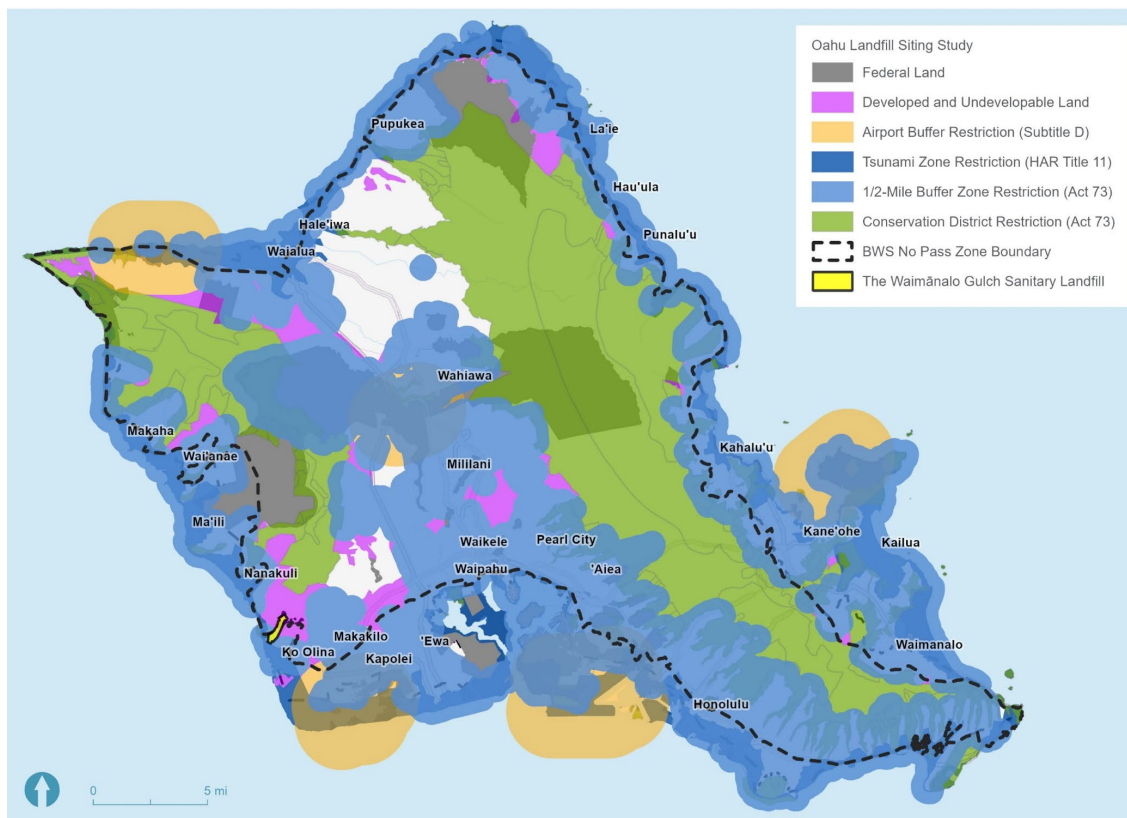 Oahu Landfill Siting Study
Federal Land
Developed and Undevelopable Land
Airport Buffer Restriction (Subtitle D)
Tsunami Zone Restriction (HAR Title 11)
1/2-Mile Buffer Zone Restriction (Act 73)
Conservation District Restriction (Act 73)
BWS No Pass Zone Boundary
The Waimānalo Gulch Sanitary Landfill
Pupukea
La'ie
Hau'ula
Hale'iwa
Punalu'u
Waialua
Wahiawa
Makaha
Wai'anae
Kahalu'u
Mililani
Ma'ili
Kane'ohe
Kailua
Waikele
Pearl City
Nanakuli
Waipahu
'Aiea
Makakilo
'Ewa
Waimanalo
Ko Olina
Kapolei
Honolulu
0
5 mi